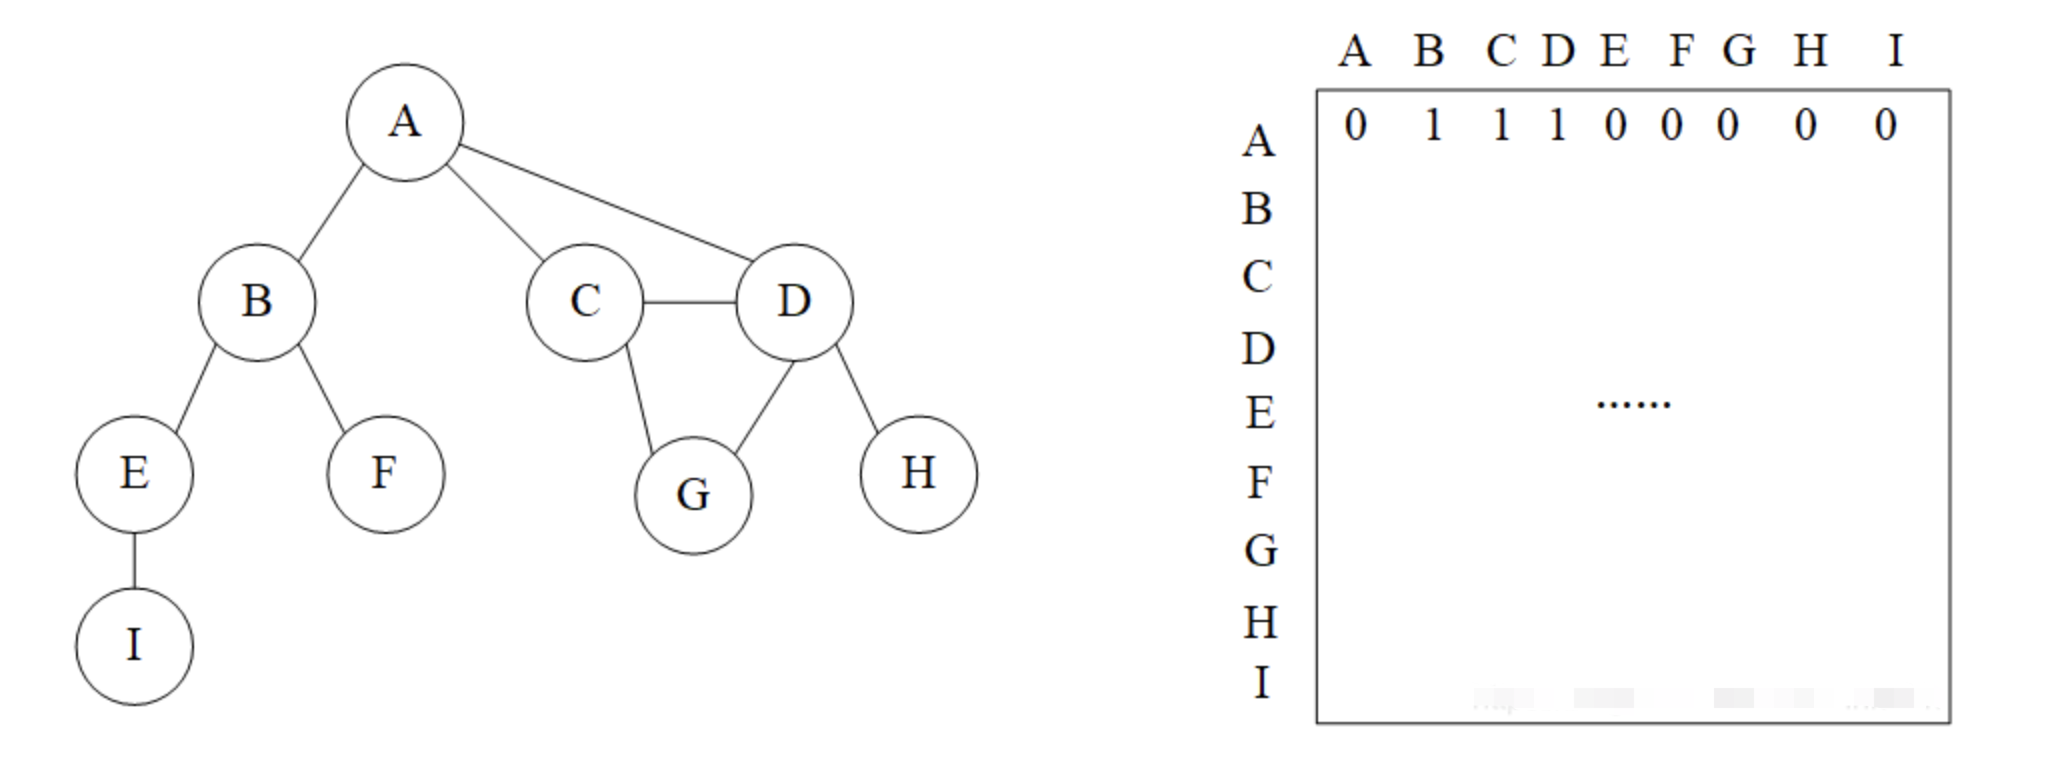 A
B C D
E F G H
I
A B C D E F G H I
A 0 1 1 1 0 0 0 0 0
B
C
D
E ......
F
G
H
I